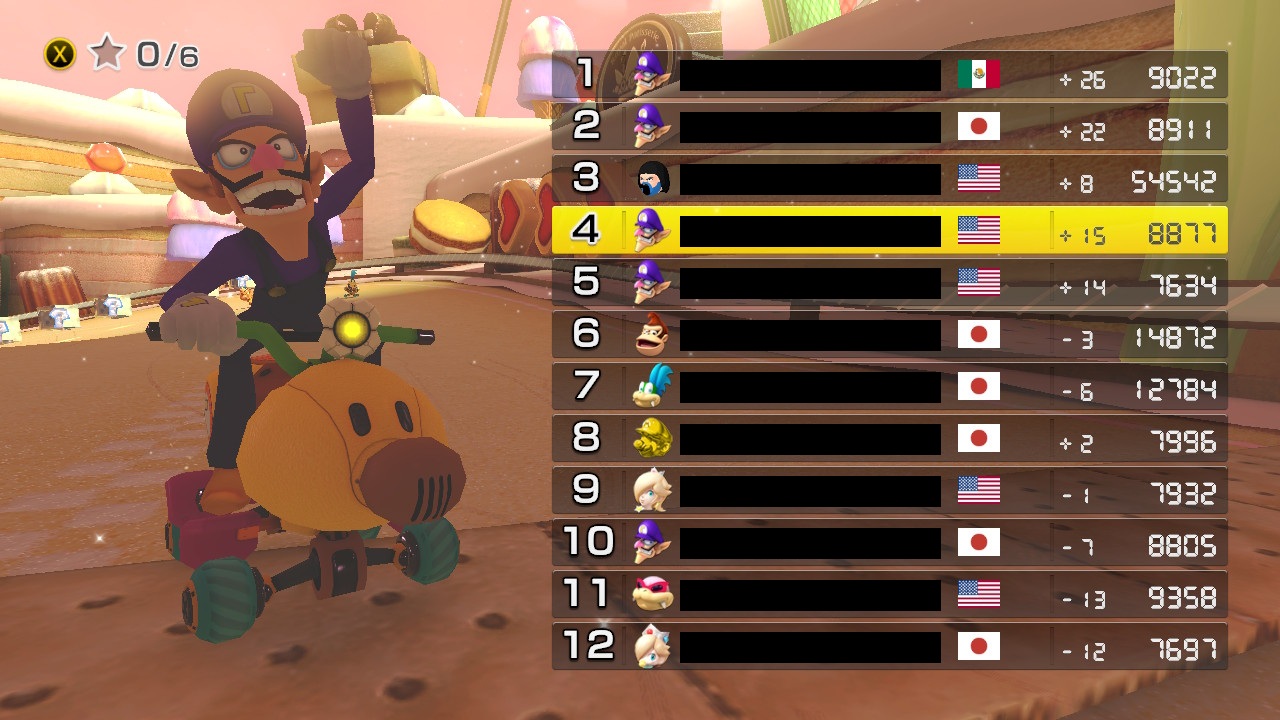 X 0/6
1 + 26 9022
2 + 22 8911
3 + 8 54542
4 + 15 8877
5 + 14 7634
6 - 3 14872
7 - 6 12784
8 + 2 7996
9 - 1 7932
10 - 7 8805
11 - 13 9358
12 - 12 7697